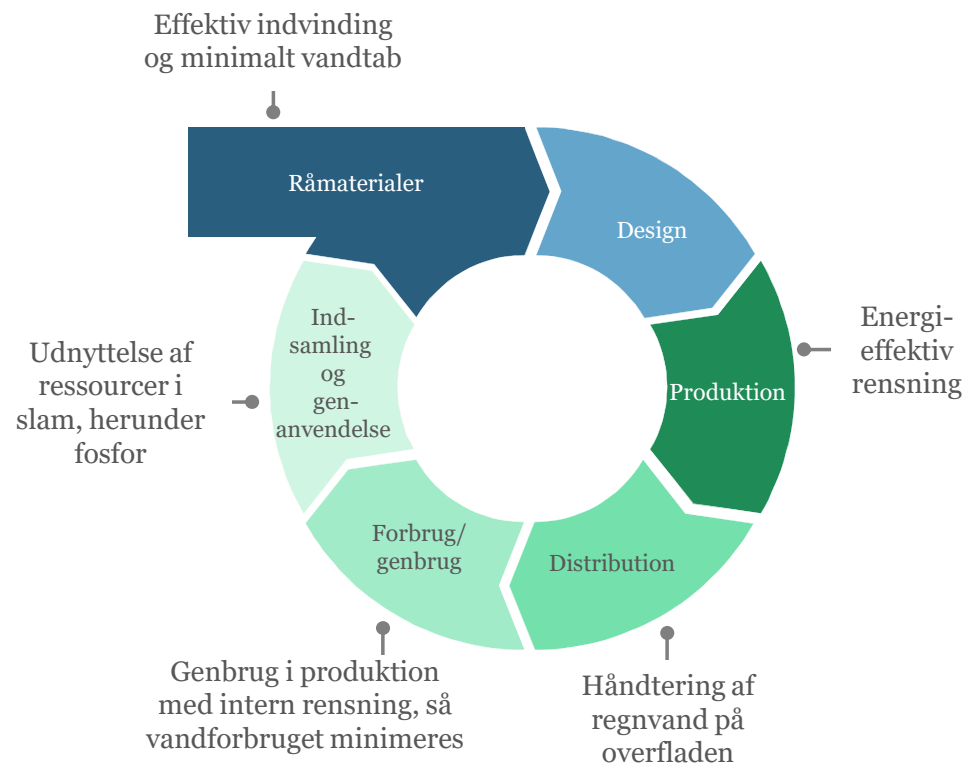 Effektiv indvinding
og minimalt vandtab
Råmaterialer
Design
Energi-
effektiv
rensning
Produktion
Distribution
Håndtering af
regnvand på
overfladen
Forbrug/
genbrug
Genbrug i produktion
med intern rensning, så
vandforbruget minimeres
Ind-
samling
og
gen-
anvendelse
Udnyttelse af
ressourcer i
slam, herunder
fosfor